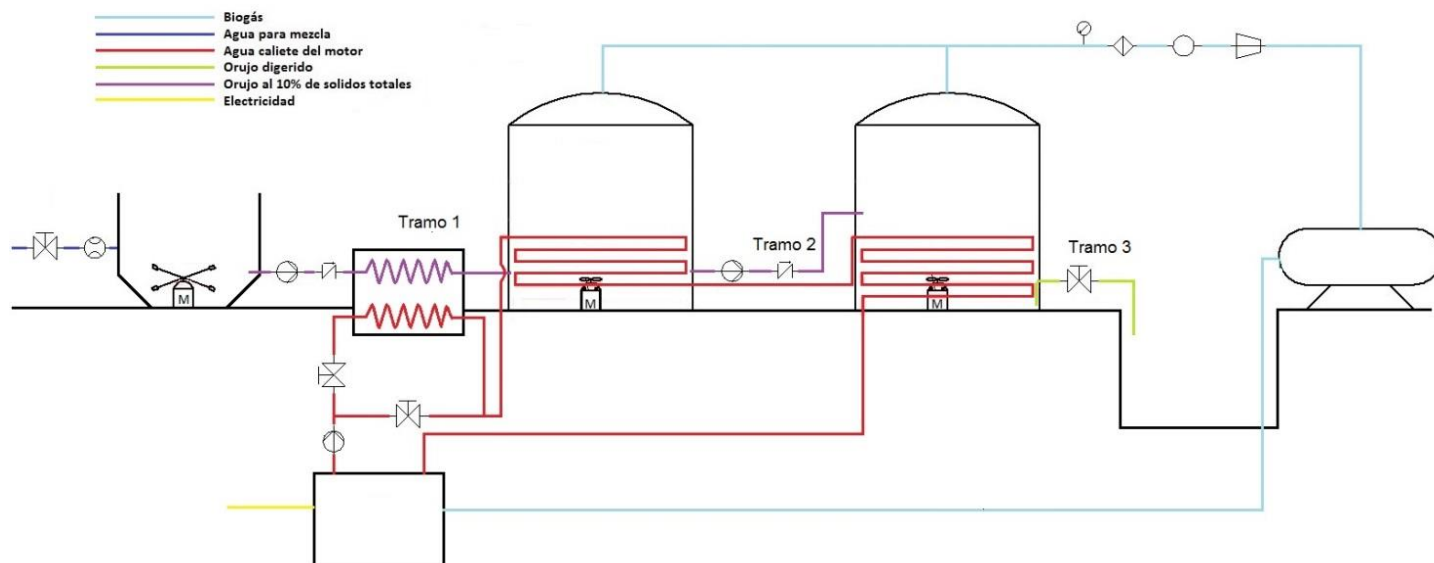 Biogás
Agua para mezcla
Agua caliete del motor
Orujo digerido
Orujo al 10% de solidos totales
Electricidad
Tramo 1
Tramo 2
Tramo 3
M
M
M